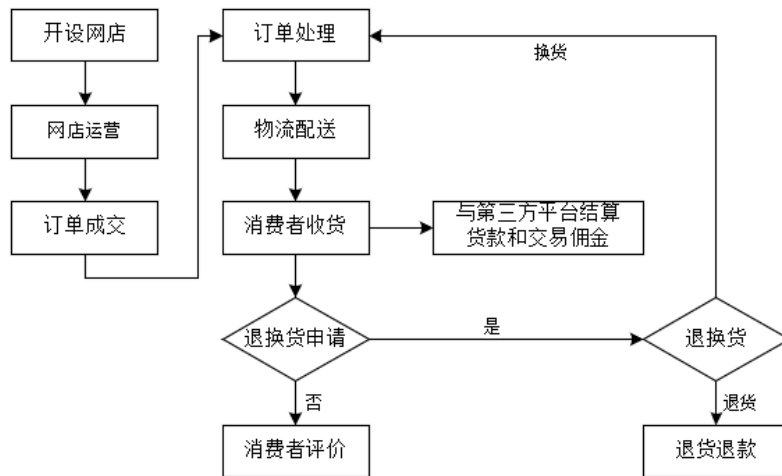 开设网店
订单处理
换货
网店运营
物流配送
订单成交
消费者收货
与第三方平台结算
货款和交易佣金
退换货申请
是
退换货
否
退货
消费者评价
退货退款